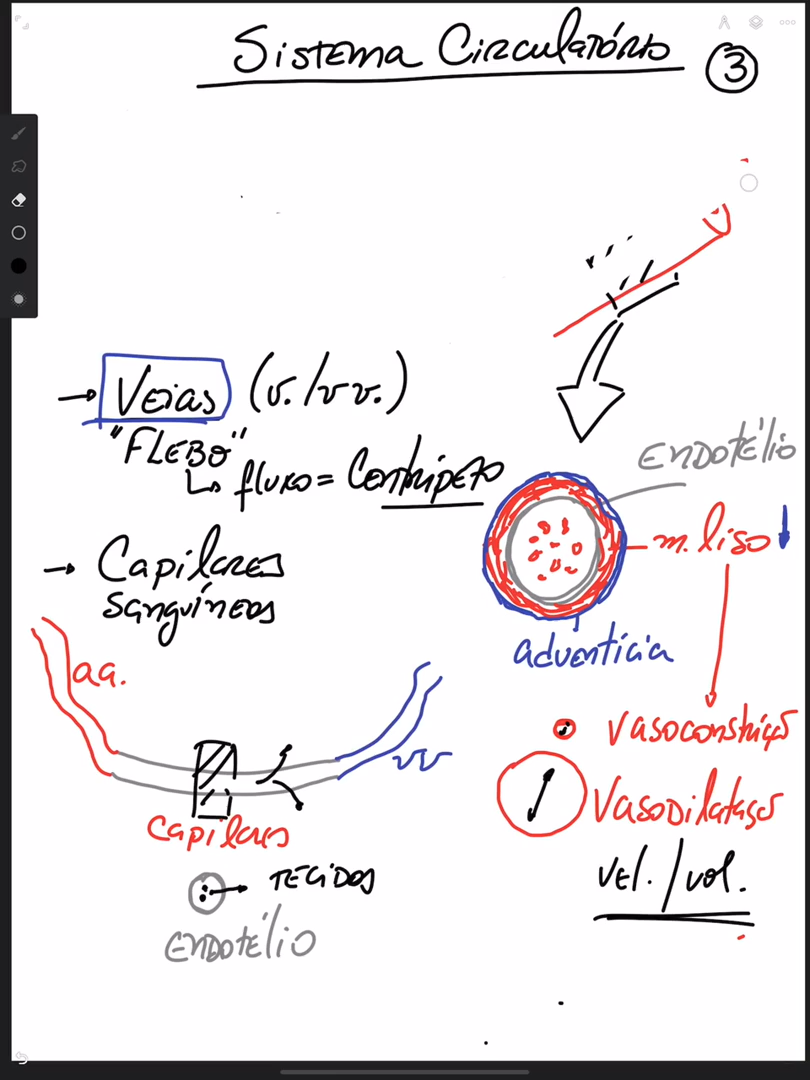 Sistema Circulatório 3
→ Veias (v./vv.)
"FLEBO"
↳ fluxo = Centrípeto
→ Capilares
sanguíneos
aa.
vv
Capilares
→ TECIDOS
ENDOTÉLIO
ENDOTÉLIO
m. liso ↓
adventícia
Vasoconstrição
Vasodilatação
vel. / vol.